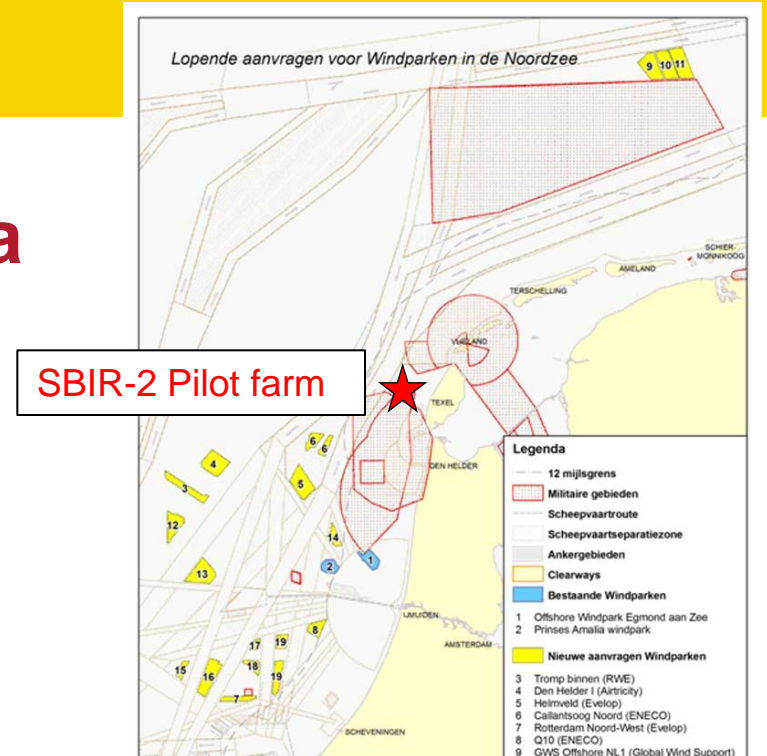 Lopende aanvragen voor Windparken in de Noordzee
9 10 11
a
SCHIER-
MONNIKOOG
AMELAND
TERSCHELLING
VLIELAND
SBIR-2 Pilot farm
TEXEL
DEN HELDER
6 6
4
5
3
12
14
1
2
13
IJMUIDEN
8
17 19
AMSTERDAM
15 16 18 19
7
SCHEVENINGEN
Legenda
12 mijlsgrens
Militaire gebieden
Scheepvaartroute
Scheepvaartseparatiezone
Ankergebieden
Clearways
Bestaande Windparken
1 Offshore Windpark Egmond aan Zee
2 Prinses Amalia windpark
Nieuwe aanvragen Windparken
3 Tromp binnen (RWE)
4 Den Helder I (Airtricity)
5 Helmveld (Evelop)
6 Callantsoog Noord (ENECO)
7 Rotterdam Noord-West (Evelop)
8 Q10 (ENECO)
9 GWS Offshore NL1 (Global Wind Support)